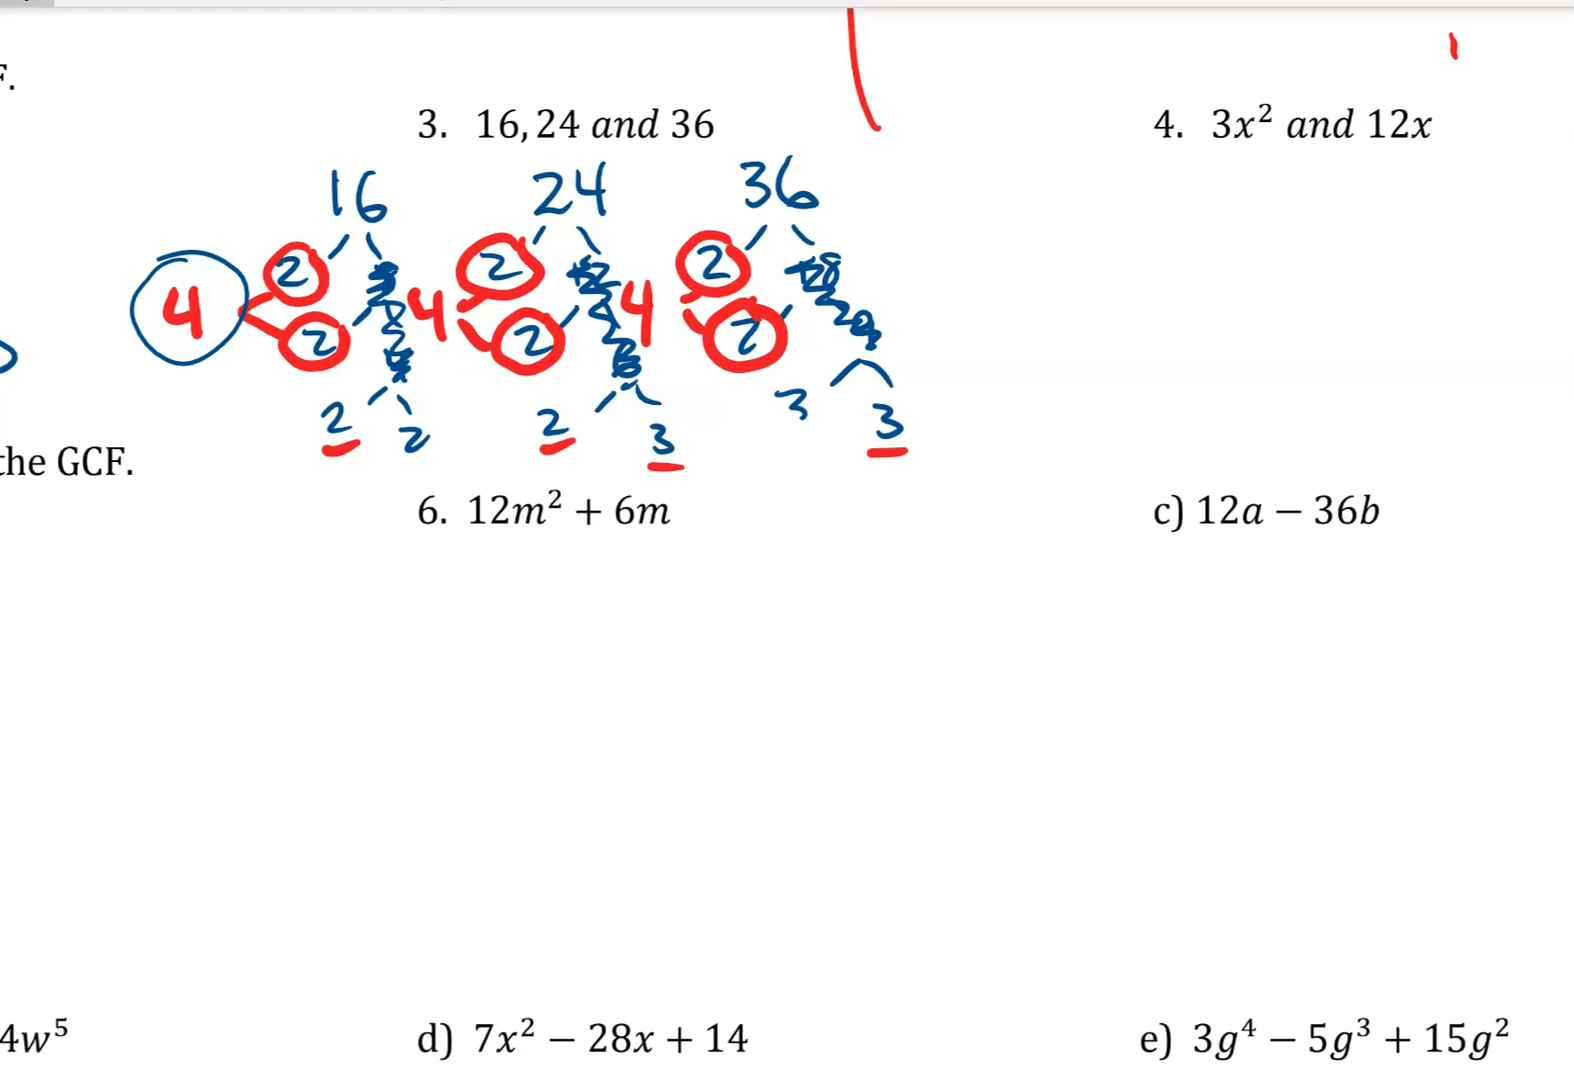 F.
3. 16, 24 and 36
4. 3x² and 12x
16 24 36
2 2 2
4 4 4
2 2 2
2 2 2 3 3 3
the GCF.
6. 12m² + 6m
c) 12a − 36b
4w⁵
d) 7x² − 28x + 14
e) 3g⁴ − 5g³ + 15g²